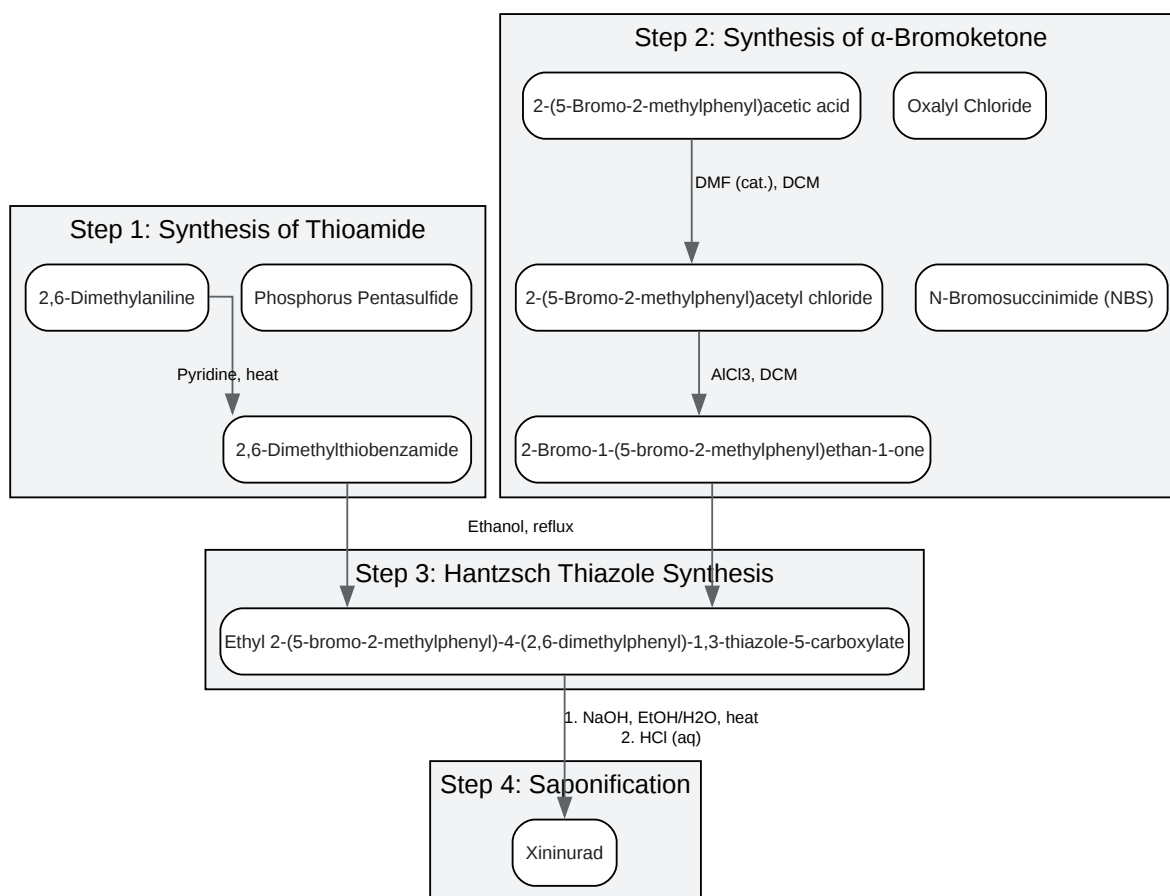 Step 2: Synthesis of α-Bromoketone
2-(5-Bromo-2-methylphenyl)acetic acid
Oxalyl Chloride
DMF (cat.), DCM
2-(5-Bromo-2-methylphenyl)acetyl chloride
N-Bromosuccinimide (NBS)
AlCl3, DCM
2-Bromo-1-(5-bromo-2-methylphenyl)ethan-1-one
Step 1: Synthesis of Thioamide
2,6-Dimethylaniline
Phosphorus Pentasulfide
Pyridine, heat
2,6-Dimethylthiobenzamide
Ethanol, reflux
Step 3: Hantzsch Thiazole Synthesis
Ethyl 2-(5-bromo-2-methylphenyl)-4-(2,6-dimethylphenyl)-1,3-thiazole-5-carboxylate
1. NaOH, EtOH/H2O, heat
2. HCl (aq)
Step 4: Saponification
Xininurad